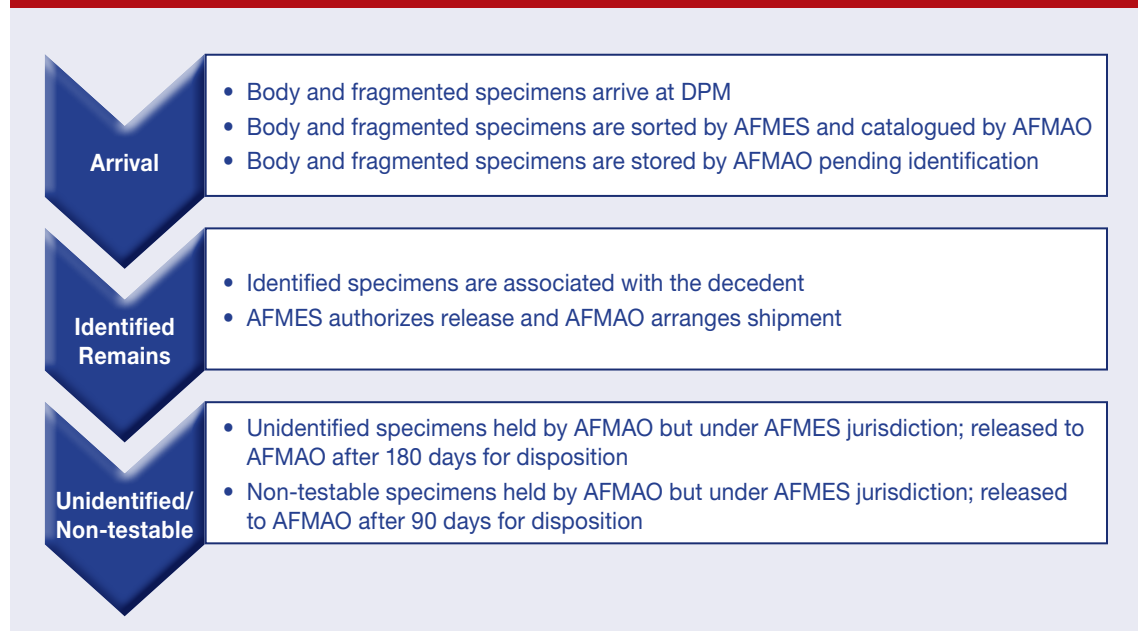 Arrival
• Body and fragmented specimens arrive at DPM
• Body and fragmented specimens are sorted by AFMES and catalogued by AFMAO
• Body and fragmented specimens are stored by AFMAO pending identification
Identified
Remains
• Identified specimens are associated with the decedent
• AFMES authorizes release and AFMAO arranges shipment
Unidentified/
Non-testable
• Unidentified specimens held by AFMAO but under AFMES jurisdiction; released to
AFMAO after 180 days for disposition
• Non-testable specimens held by AFMAO but under AFMES jurisdiction; released
to AFMAO after 90 days for disposition